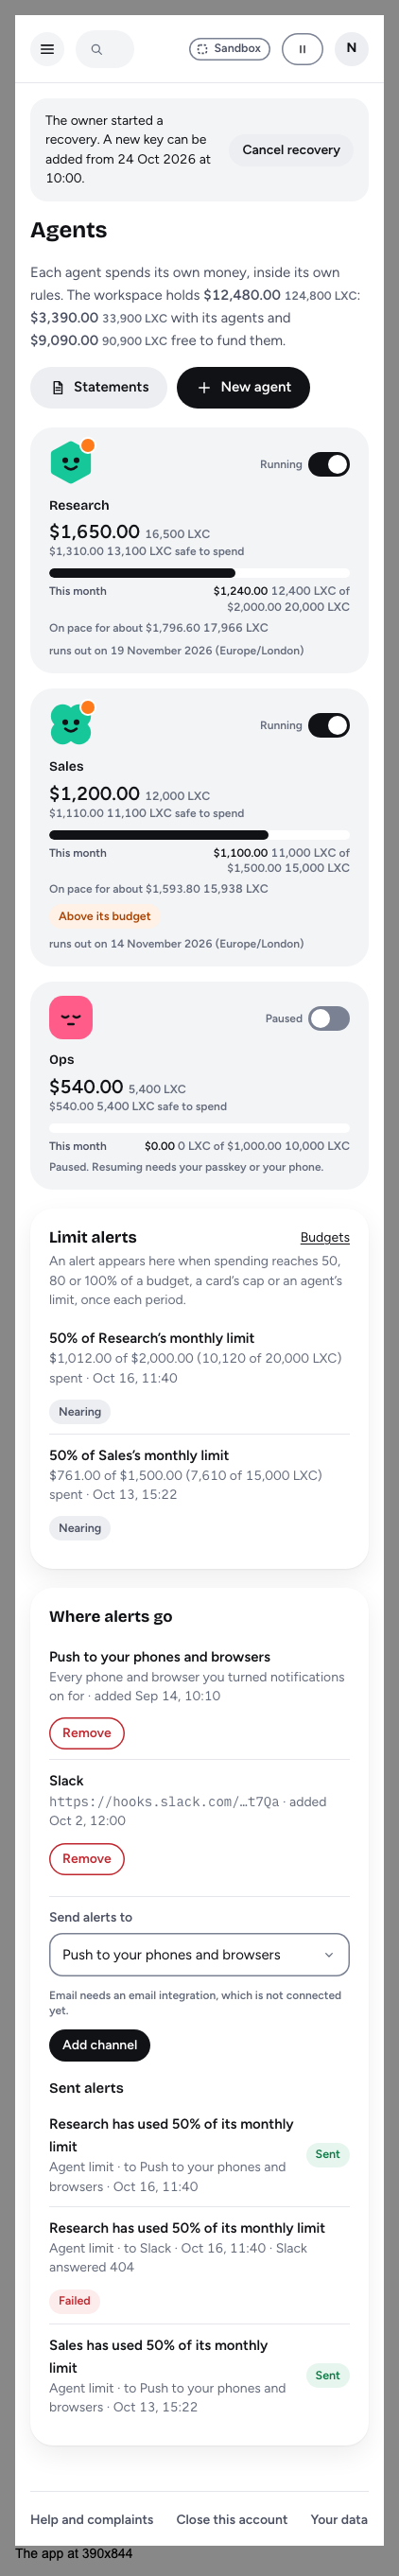 Sandbox
N
The owner started a
recovery. A new key can be
added from 24 Oct 2026 at
10:00.
Cancel recovery
Agents
Each agent spends its own money, inside its own
rules. The workspace holds $12,480.00 124,800 LXC:
$3,390.00 33,900 LXC with its agents and
$9,090.00 90,900 LXC free to fund them.
Statements
New agent
Running
Research
$1,650.00 16,500 LXC
$1,310.00 13,100 LXC safe to spend
This month
$1,240.00 12,400 LXC of
$2,000.00 20,000 LXC
On pace for about $1,796.60 17,966 LXC
runs out on 19 November 2026 (Europe/London)
Running
Sales
$1,200.00 12,000 LXC
$1,110.00 11,100 LXC safe to spend
This month
$1,100.00 11,000 LXC of
$1,500.00 15,000 LXC
On pace for about $1,593.80 15,938 LXC
Above its budget
runs out on 14 November 2026 (Europe/London)
Paused
Ops
$540.00 5,400 LXC
$540.00 5,400 LXC safe to spend
This month
$0.00 0 LXC of $1,000.00 10,000 LXC
Paused. Resuming needs your passkey or your phone.
Limit alerts
Budgets
An alert appears here when spending reaches 50,
80 or 100% of a budget, a card's cap or an agent's
limit, once each period.
50% of Research's monthly limit
$1,012.00 of $2,000.00 (10,120 of 20,000 LXC)
spent · Oct 16, 11:40
Nearing
50% of Sales's monthly limit
$761.00 of $1,500.00 (7,610 of 15,000 LXC)
spent · Oct 13, 15:22
Nearing
Where alerts go
Push to your phones and browsers
Every phone and browser you turned notifications
on for · added Sep 14, 10:10
Remove
Slack
https://hooks.slack.com/…t7Qa · added
Oct 2, 12:00
Remove
Send alerts to
Push to your phones and browsers
Email needs an email integration, which is not connected
yet.
Add channel
Sent alerts
Research has used 50% of its monthly
limit
Agent limit · to Push to your phones and
browsers · Oct 16, 11:40
Sent
Research has used 50% of its monthly limit
Agent limit · to Slack · Oct 16, 11:40 · Slack
answered 404
Failed
Sales has used 50% of its monthly
limit
Agent limit · to Push to your phones and
browsers · Oct 13, 15:22
Sent
Help and complaints
Close this account
Your data
The app at 390x844